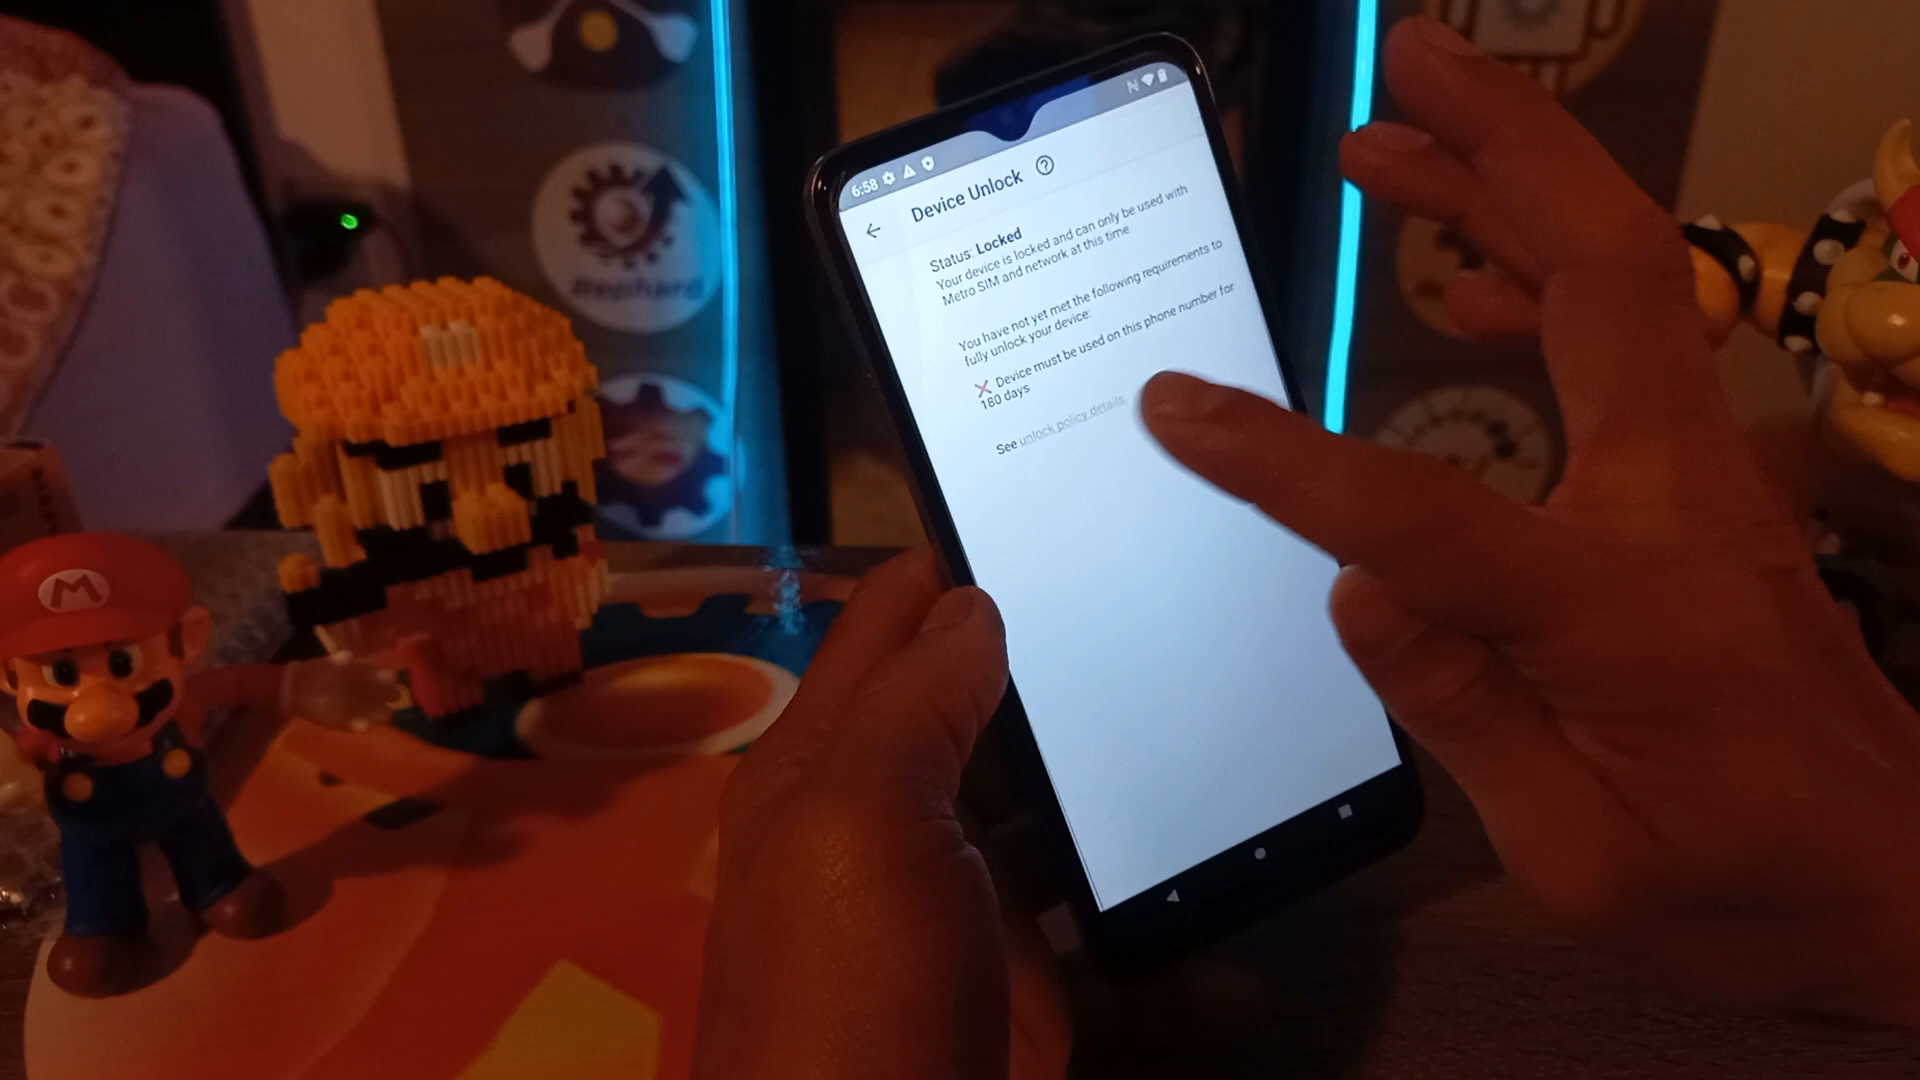 6:58
Device Unlock
Status: Locked
Your device is locked and can only be used with
Metro SIM and network at this time
You have not yet met the following requirements to
fully unlock your device:
Device must be used on this phone number for
180 days
See unlock policy details.
M